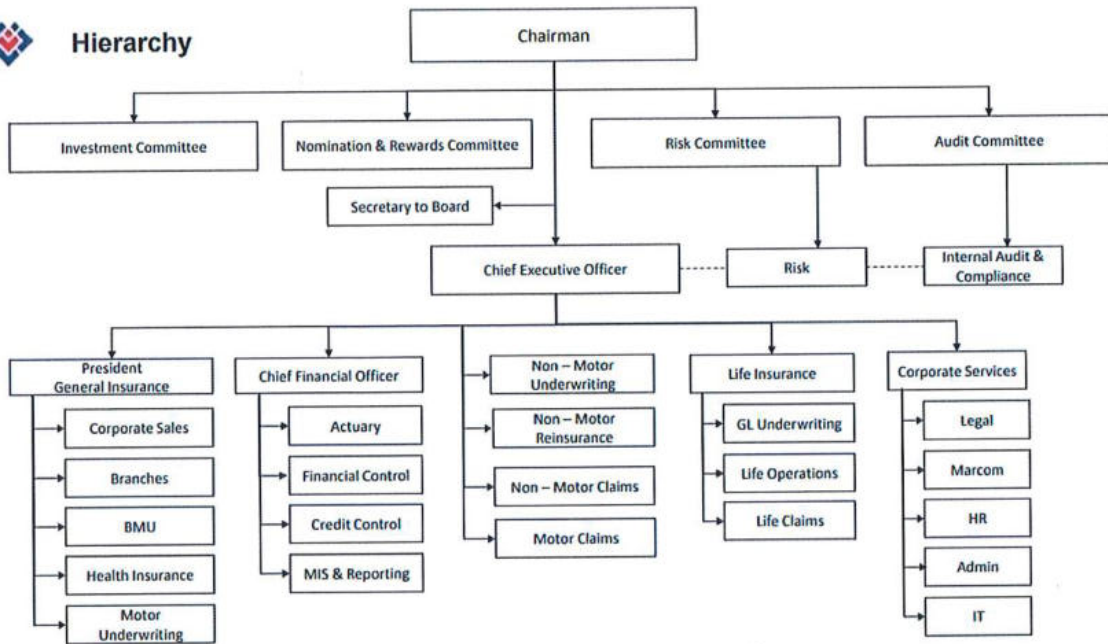 Hierarchy
Chairman
Investment Committee
Nomination & Rewards Committee
Risk Committee
Audit Committee
Secretary to Board
Chief Executive Officer
Risk
Internal Audit &
Compliance
President
General Insurance
Corporate Sales
Branches
BMU
Health Insurance
Motor
Underwriting
Chief Financial Officer
Actuary
Financial Control
Credit Control
MIS & Reporting
Non – Motor
Underwriting
Non – Motor
Reinsurance
Non – Motor Claims
Motor Claims
Life Insurance
GL Underwriting
Life Operations
Life Claims
Corporate Services
Legal
Marcom
HR
Admin
IT